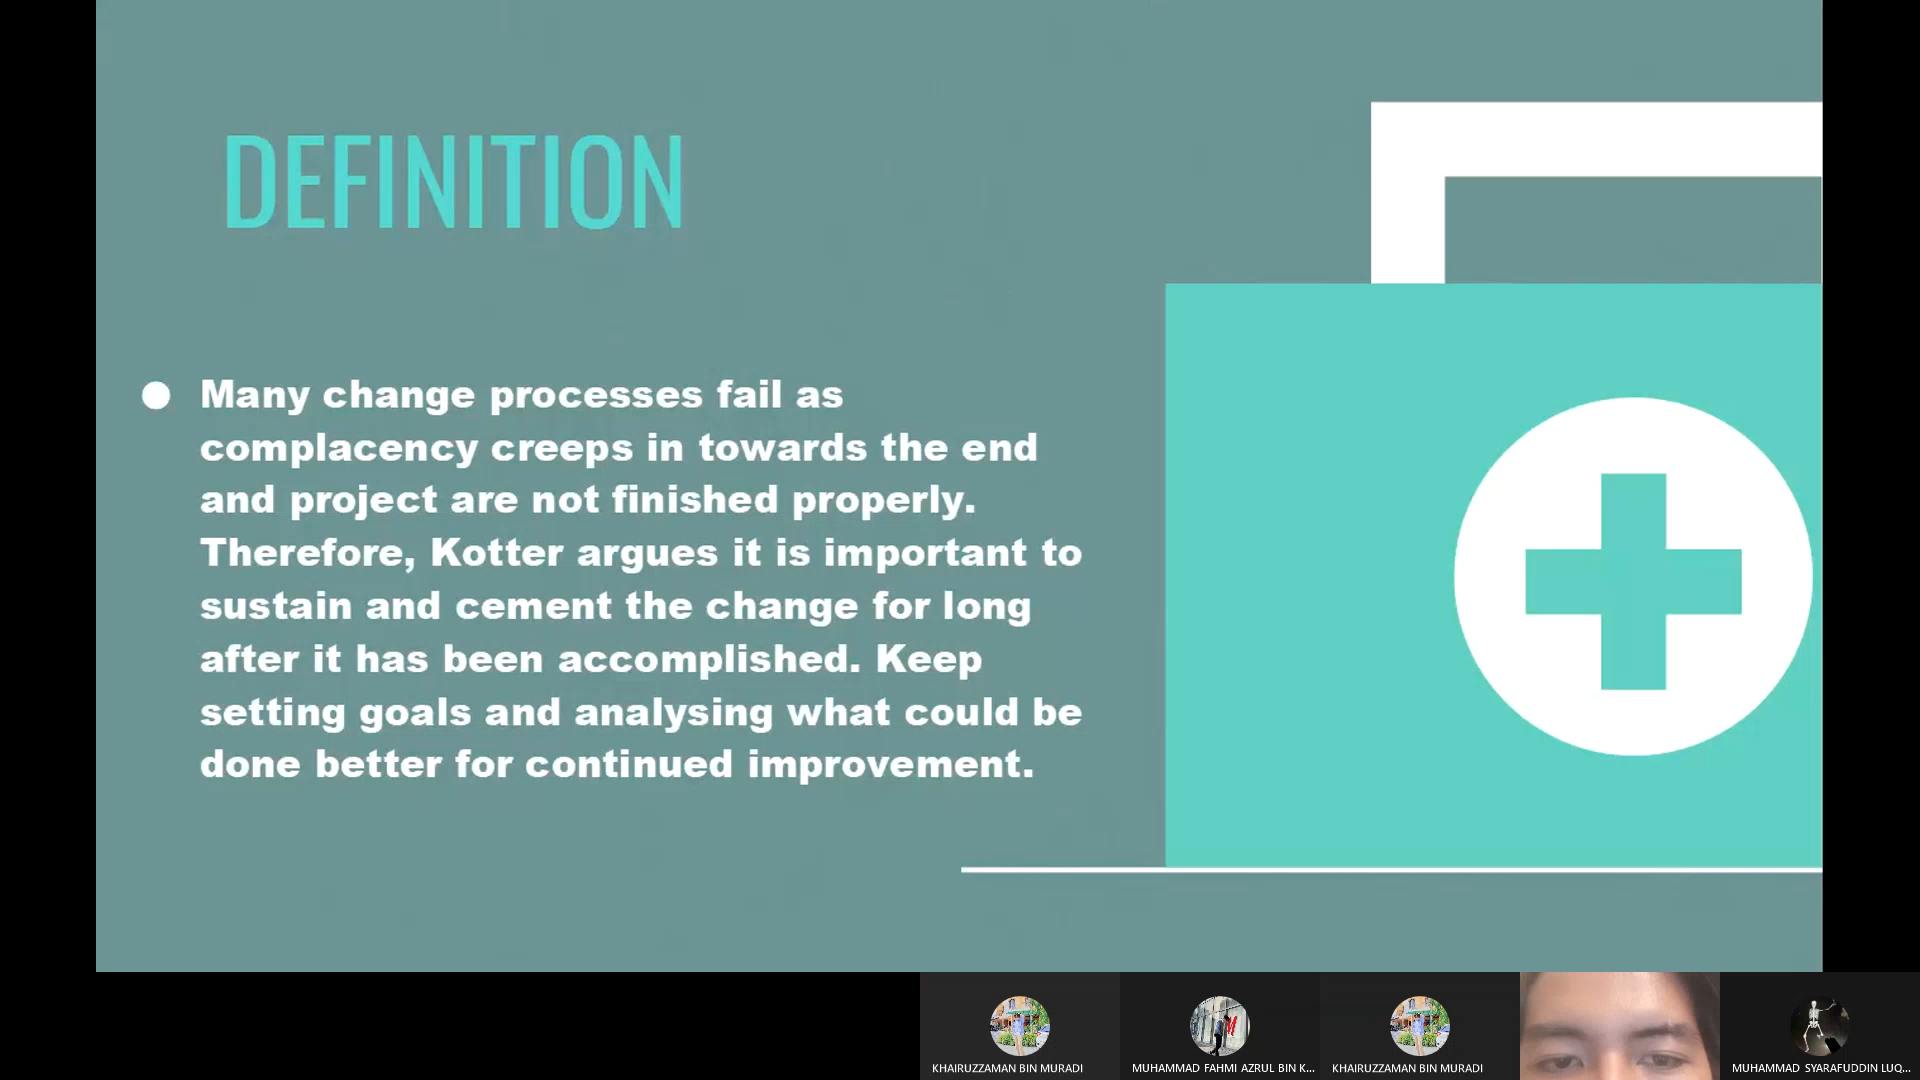 DEFINITION
● Many change processes fail as
complacency creeps in towards the end
and project are not finished properly.
Therefore, Kotter argues it is important to
sustain and cement the change for long
after it has been accomplished. Keep
setting goals and analysing what could be
done better for continued improvement.
KHAIRUZZAMAN BIN MURADI
MUHAMMAD FAHMI AZRUL BIN K...
KHAIRUZZAMAN BIN MURADI
MUHAMMAD SYARAFUDDIN LUQ...